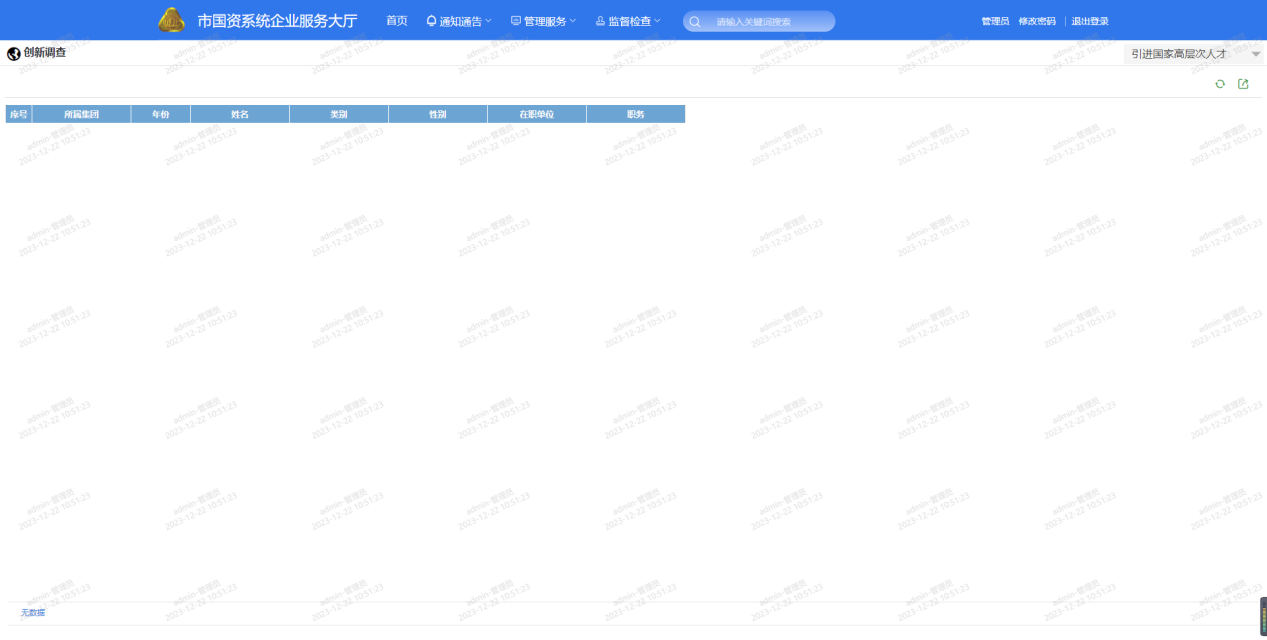 市国资系统企业服务大厅 首页 通知通告 管理服务 监督检查 请输入关键词搜索 管理员 修改密码 退出登录
创新调查 引进国家高层次人才
序号 所属集团 年份 姓名 类别 性别 在职单位 职务
admin-管理员
2023-12-22 10:51:23
无数据